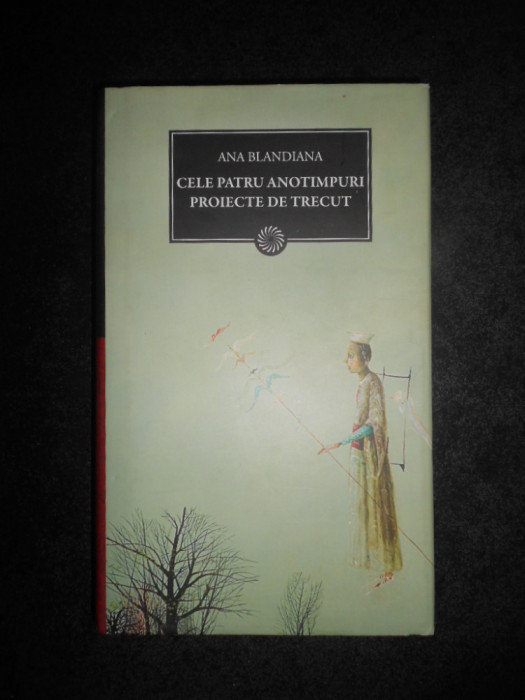 ANA BLANDIANA
CELE PATRU ANOTIMPURI
PROIECTE DE TRECUT